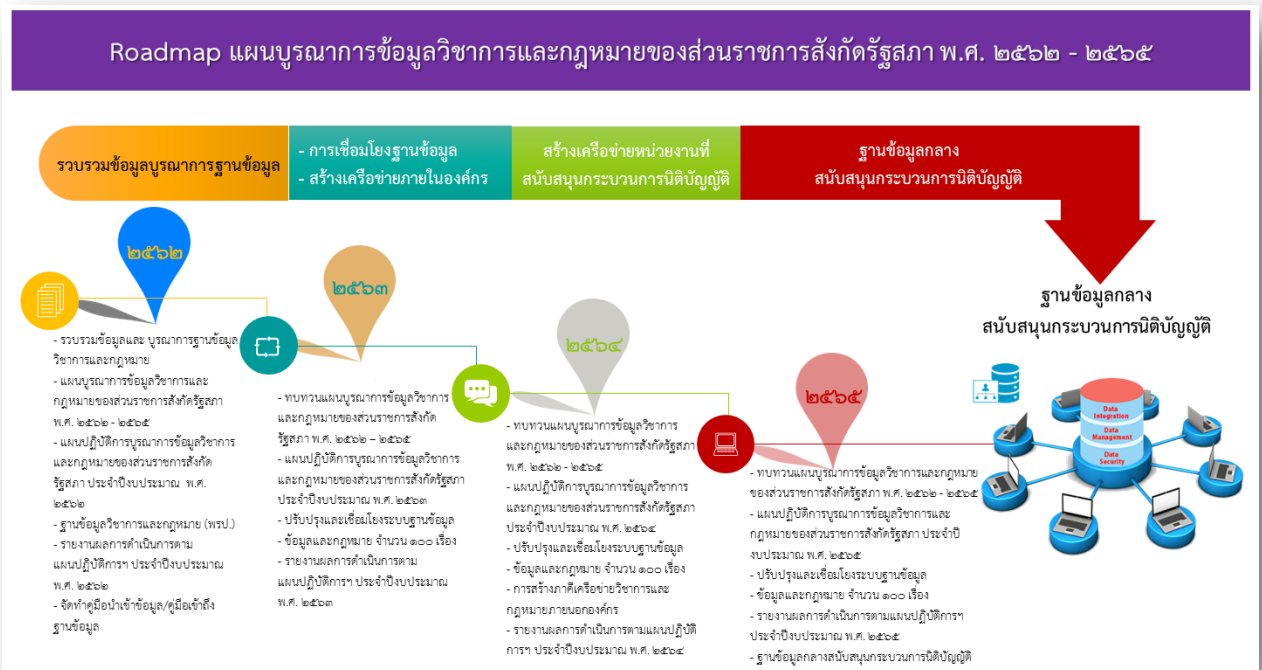 Roadmap แผนบูรณาการข้อมูลวิชาการและกฎหมายของส่วนราชการสังกัดรัฐสภา พ.ศ. ๒๕๖๒ - ๒๕๖๕
รวบรวมข้อมูลบูรณาการฐานข้อมูล
- การเชื่อมโยงฐานข้อมูล
- สร้างเครือข่ายภายในองค์กร
สร้างเครือข่ายหน่วยงานที่
สนับสนุนกระบวนการนิติบัญญัติ
ฐานข้อมูลกลาง
สนับสนุนกระบวนการนิติบัญญัติ
๒๕๖๒
- รวบรวมข้อมูลและ บูรณาการฐานข้อมูล
วิชาการและกฎหมาย
- แผนบูรณาการข้อมูลวิชาการและ
กฎหมายของส่วนราชการสังกัดรัฐสภา
พ.ศ. ๒๕๖๒ - ๒๕๖๕
- แผนปฏิบัติการบูรณาการข้อมูลวิชาการ
และกฎหมายของส่วนราชการสังกัด
รัฐสภา ประจำปีงบประมาณ พ.ศ.
๒๕๖๒
- ฐานข้อมูลวิชาการและกฎหมาย (พรป.)
- รายงานผลการดำเนินการตาม
แผนปฏิบัติการฯ ประจำปีงบประมาณ
พ.ศ. ๒๕๖๒
- จัดทำคู่มือนำเข้าข้อมูล/คู่มือเข้าถึง
ฐานข้อมูล
๒๕๖๓
- ทบทวนแผนบูรณาการข้อมูลวิชาการ
และกฎหมายของส่วนราชการสังกัด
รัฐสภา พ.ศ. ๒๕๖๒ – ๒๕๖๕
- แผนปฏิบัติการบูรณาการข้อมูลวิชาการ
และกฎหมายของส่วนราชการสังกัดรัฐสภา
ประจำปีงบประมาณ พ.ศ. ๒๕๖๓
- ปรับปรุงและเชื่อมโยงระบบฐานข้อมูล
- ข้อมูลและกฎหมาย จำนวน ๑๐๐ เรื่อง
- รายงานผลการดำเนินการตาม
แผนปฏิบัติการฯ ประจำปีงบประมาณ
พ.ศ. ๒๕๖๓
๒๕๖๔
- ทบทวนแผนบูรณาการข้อมูลวิชาการ
และกฎหมายของส่วนราชการสังกัดรัฐสภา
พ.ศ. ๒๕๖๒ - ๒๕๖๕
- แผนปฏิบัติการบูรณาการข้อมูลวิชาการ
และกฎหมายของส่วนราชการสังกัดรัฐสภา
ประจำปีงบประมาณ พ.ศ. ๒๕๖๔
- ปรับปรุงและเชื่อมโยงระบบฐานข้อมูล
- ข้อมูลและกฎหมาย จำนวน ๑๐๐ เรื่อง
- การสร้างภาคีเครือข่ายวิชาการและ
กฎหมายภายนอกองค์กร
- รายงานผลการดำเนินการตามแผนปฏิบัติ
การฯ ประจำปีงบประมาณ พ.ศ. ๒๕๖๔
๒๕๖๕
- ทบทวนแผนบูรณาการข้อมูลวิชาการและกฎหมาย
ของส่วนราชการสังกัดรัฐสภา พ.ศ. ๒๕๖๒ - ๒๕๖๕
- แผนปฏิบัติการบูรณาการข้อมูลวิชาการและ
กฎหมายของส่วนราชการสังกัดรัฐสภา ประจำปี
งบประมาณ พ.ศ. ๒๕๖๕
- ปรับปรุงและเชื่อมโยงระบบฐานข้อมูล
- ข้อมูลและกฎหมาย จำนวน ๑๐๐ เรื่อง
- รายงานผลการดำเนินการตามแผนปฏิบัติการฯ
ประจำปีงบประมาณ พ.ศ. ๒๕๖๕
- ฐานข้อมูลกลางสนับสนุนกระบวนการนิติบัญญัติ
ฐานข้อมูลกลาง
สนับสนุนกระบวนการนิติบัญญัติ
Data
Integration
Data
Management
Data
Security